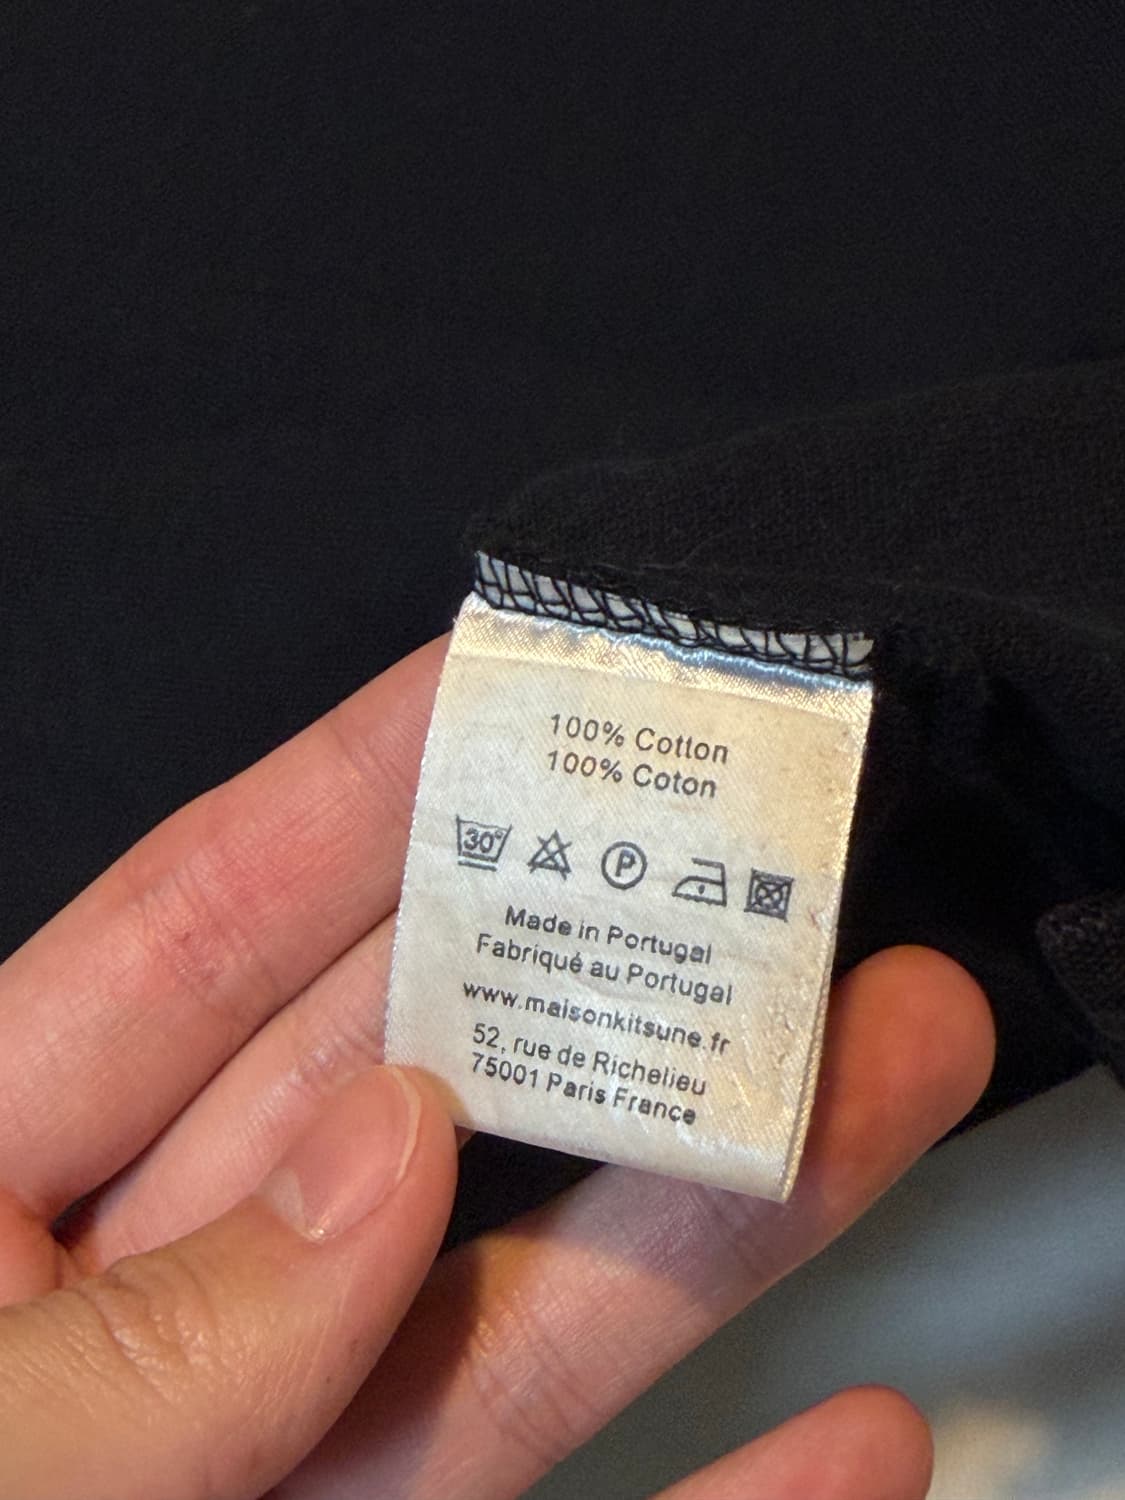 100% Cotton
100% Coton
30° P
Made in Portugal
Fabriqué au Portugal
www.maisonkitsune.fr
52, rue de Richelieu
75001 Paris France